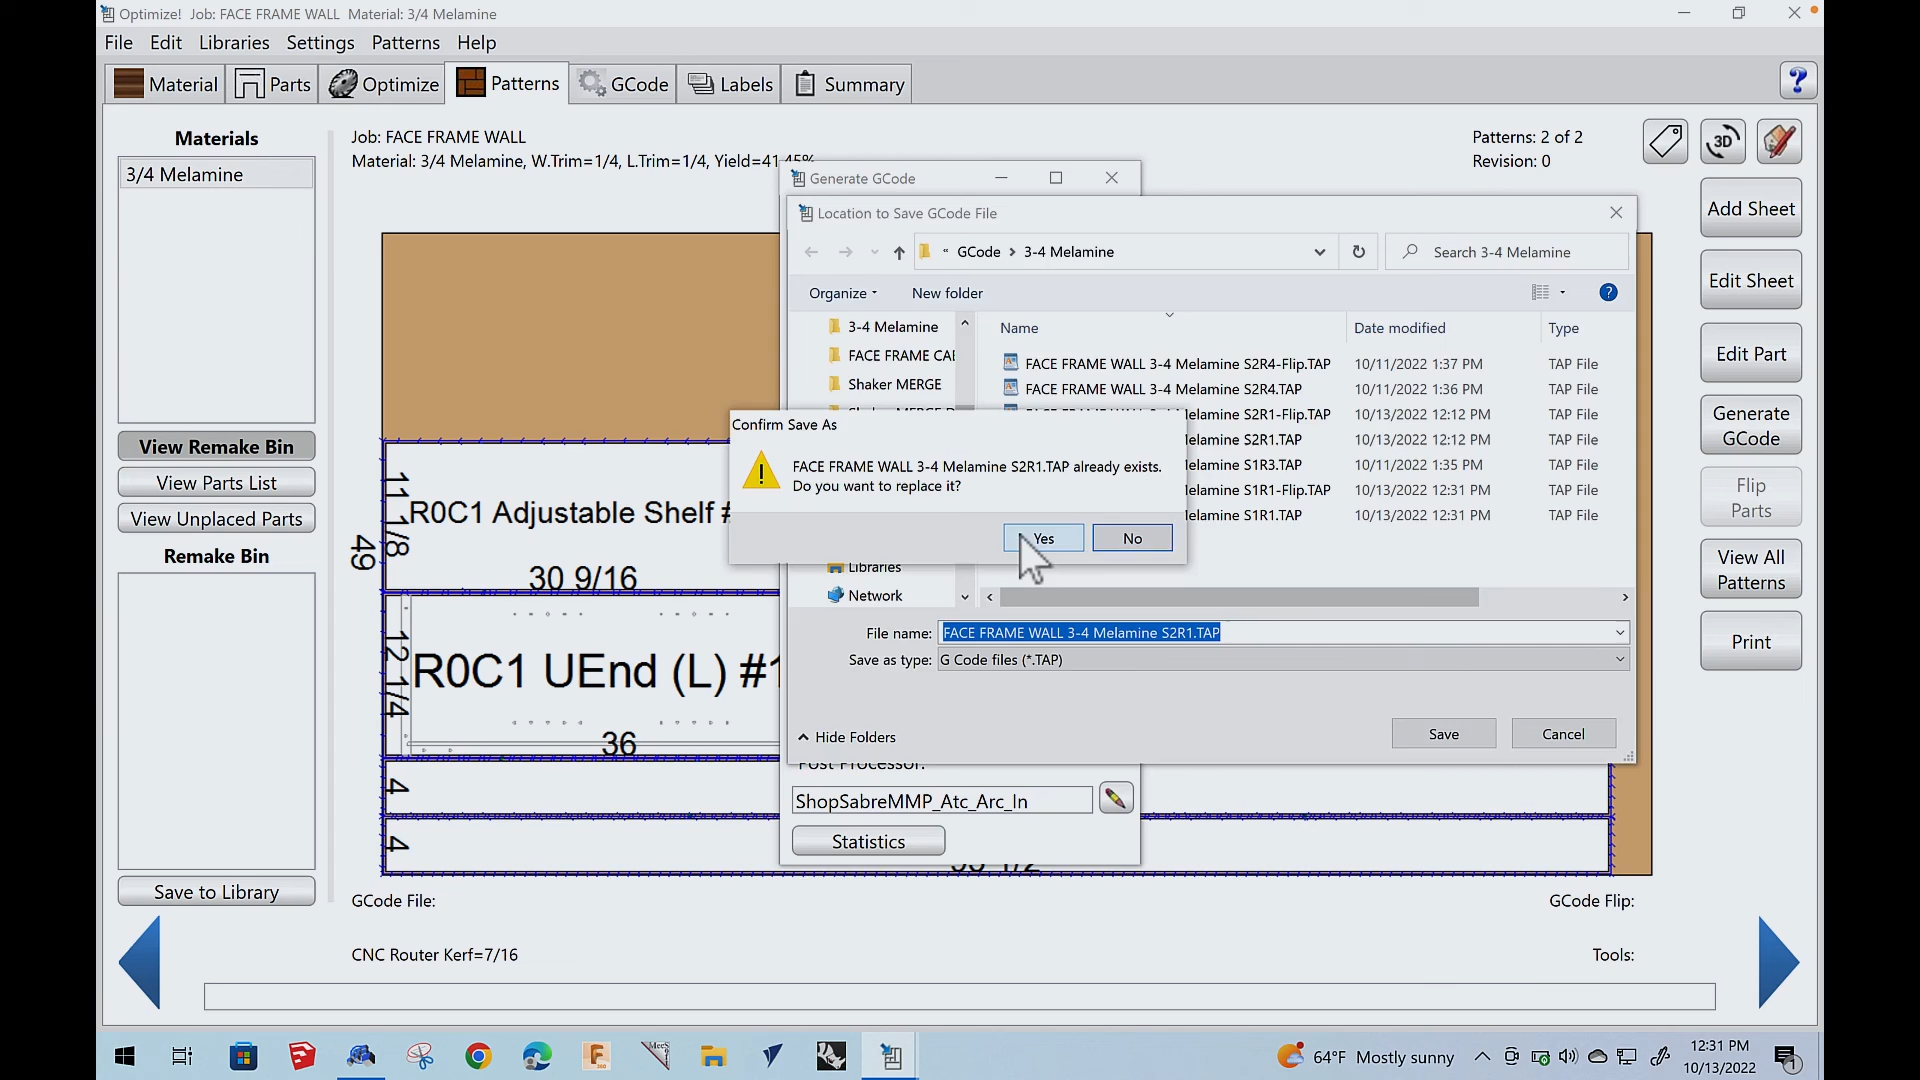 Optimize! Job: FACE FRAME WALL Material: 3/4 Melamine
File Edit Libraries Settings Patterns Help
Material Parts Optimize Patterns GCode Labels Summary
Materials
3/4 Melamine
View Remake Bin
View Parts List
View Unplaced Parts
Remake Bin
Save to Library
Job: FACE FRAME WALL
Material: 3/4 Melamine, W.Trim=1/4, L.Trim=1/4, Yield=41.45%
Patterns: 2 of 2
Revision: 0
3D
Add Sheet
Edit Sheet
Edit Part
Generate
GCode
Flip
Parts
View All
Patterns
Print
49
11 1/8
R0C1 Adjustable Shelf #
30 9/16
12 1/4
R0C1 UEnd (L) #1
36
4
4
Generate GCode
Location to Save GCode File
« GCode › 3-4 Melamine
Search 3-4 Melamine
Organize New folder
3-4 Melamine
FACE FRAME CAB
Shaker MERGE
Libraries
Network
Name Date modified Type
FACE FRAME WALL 3-4 Melamine S2R4-Flip.TAP 10/11/2022 1:37 PM TAP File
FACE FRAME WALL 3-4 Melamine S2R4.TAP 10/11/2022 1:36 PM TAP File
lelamine S2R1-Flip.TAP 10/13/2022 12:12 PM TAP File
lelamine S2R1.TAP 10/13/2022 12:12 PM TAP File
lelamine S1R3.TAP 10/11/2022 1:35 PM TAP File
lelamine S1R1-Flip.TAP 10/13/2022 12:31 PM TAP File
lelamine S1R1.TAP 10/13/2022 12:31 PM TAP File
Confirm Save As
FACE FRAME WALL 3-4 Melamine S2R1.TAP already exists.
Do you want to replace it?
Yes No
File name: FACE FRAME WALL 3-4 Melamine S2R1.TAP
Save as type: G Code files (*.TAP)
Hide Folders
Save Cancel
Post Processor:
ShopSabreMMP_Atc_Arc_In
Statistics
GCode File:
GCode Flip:
CNC Router Kerf=7/16
Tools:
64°F Mostly sunny
12:31 PM
10/13/2022
1